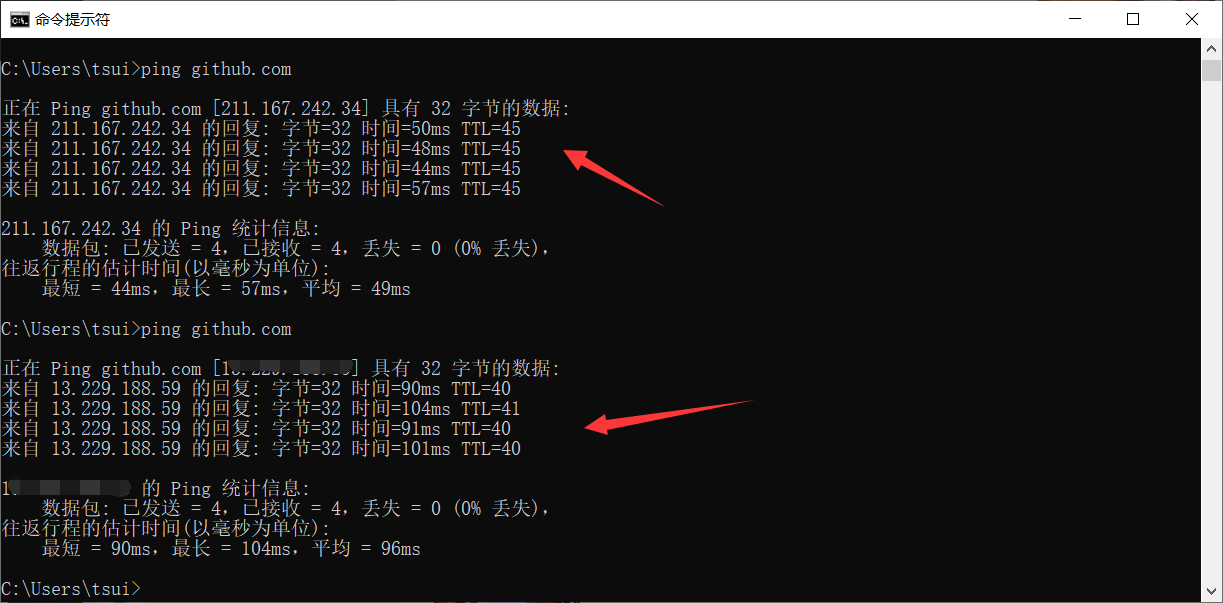 命令提示符
C:\Users\tsui>ping github.com
正在 Ping github.com [211.167.242.34] 具有 32 字节的数据:
来自 211.167.242.34 的回复: 字节=32 时间=50ms TTL=45
来自 211.167.242.34 的回复: 字节=32 时间=48ms TTL=45
来自 211.167.242.34 的回复: 字节=32 时间=44ms TTL=45
来自 211.167.242.34 的回复: 字节=32 时间=57ms TTL=45
211.167.242.34 的 Ping 统计信息:
数据包: 已发送 = 4，已接收 = 4，丢失 = 0 (0% 丢失)，
往返行程的估计时间(以毫秒为单位):
最短 = 44ms，最长 = 57ms，平均 = 49ms
C:\Users\tsui>ping github.com
正在 Ping github.com [] 具有 32 字节的数据:
来自 13.229.188.59 的回复: 字节=32 时间=90ms TTL=40
来自 13.229.188.59 的回复: 字节=32 时间=104ms TTL=41
来自 13.229.188.59 的回复: 字节=32 时间=91ms TTL=40
来自 13.229.188.59 的回复: 字节=32 时间=101ms TTL=40
的 Ping 统计信息:
数据包: 已发送 = 4，已接收 = 4，丢失 = 0 (0% 丢失)，
往返行程的估计时间(以毫秒为单位):
最短 = 90ms，最长 = 104ms，平均 = 96ms
C:\Users\tsui>